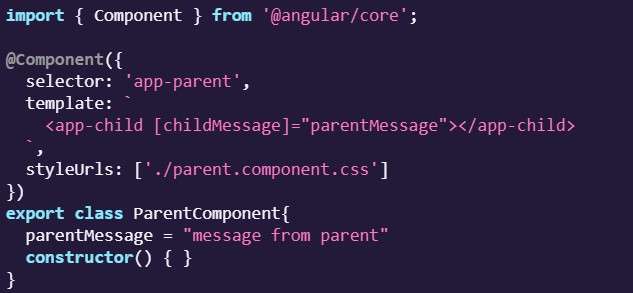 import { Component } from '@angular/core';
@Component({
  selector: 'app-parent',
  template: `
    <app-child [childMessage]="parentMessage"></app-child>
  `,
  styleUrls: ['./parent.component.css']
})
export class ParentComponent{
  parentMessage = "message from parent"
  constructor() { }
}